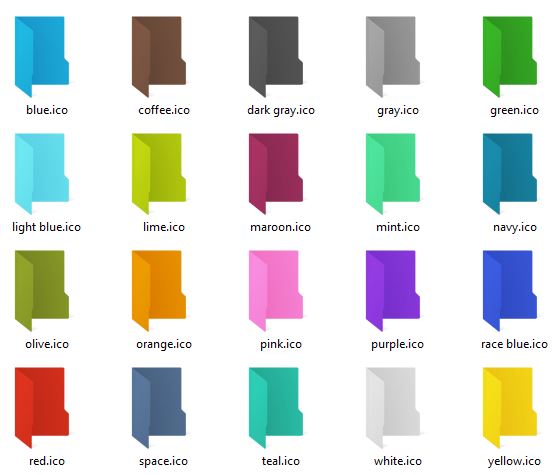 blue.ico
coffee.ico
dark gray.ico
gray.ico
green.ico
light blue.ico
lime.ico
maroon.ico
mint.ico
navy.ico
olive.ico
orange.ico
pink.ico
purple.ico
race blue.ico
red.ico
space.ico
teal.ico
white.ico
yellow.ico